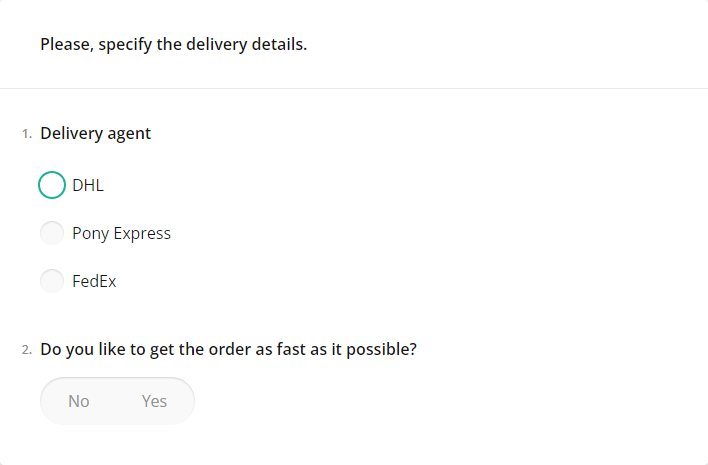 Please, specify the delivery details.
1. Delivery agent
DHL
Pony Express
FedEx
2. Do you like to get the order as fast as it possible?
No Yes